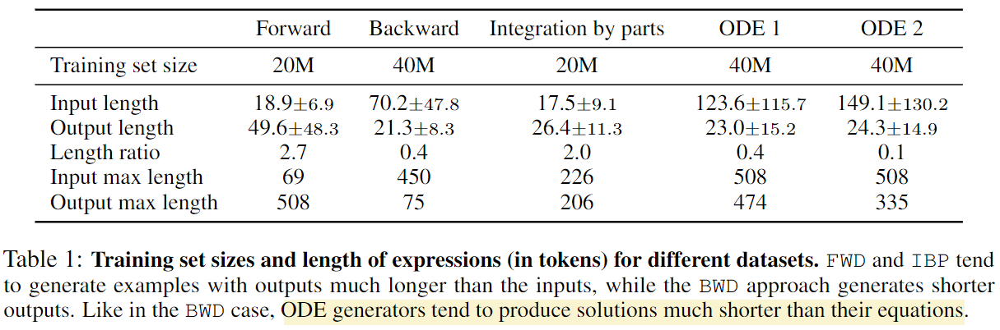 Forward Backward Integration by parts ODE 1 ODE 2
Training set size 20M 40M 20M 40M 40M
Input length 18.9±6.9 70.2±47.8 17.5±9.1 123.6±115.7 149.1±130.2
Output length 49.6±48.3 21.3±8.3 26.4±11.3 23.0±15.2 24.3±14.9
Length ratio 2.7 0.4 2.0 0.4 0.1
Input max length 69 450 226 508 508
Output max length 508 75 206 474 335
Table 1: Training set sizes and length of expressions (in tokens) for different datasets. FWD and IBP tend
to generate examples with outputs much longer than the inputs, while the BWD approach generates shorter
outputs. Like in the BWD case, ODE generators tend to produce solutions much shorter than their equations.